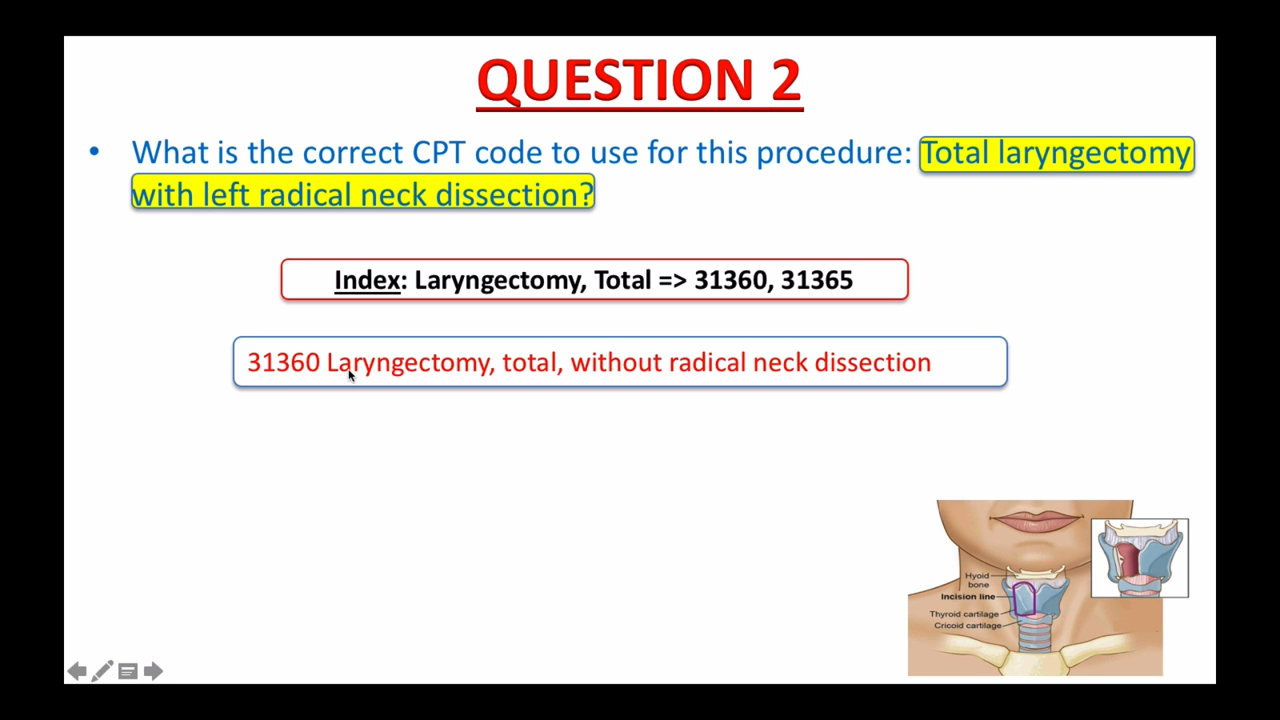 QUESTION 2
• What is the correct CPT code to use for this procedure: Total laryngectomy
with left radical neck dissection?
Index: Laryngectomy, Total => 31360, 31365
31360 Laryngectomy, total, without radical neck dissection
Hyoid
bone
Incision line
Thyroid cartilage
Cricoid cartilage